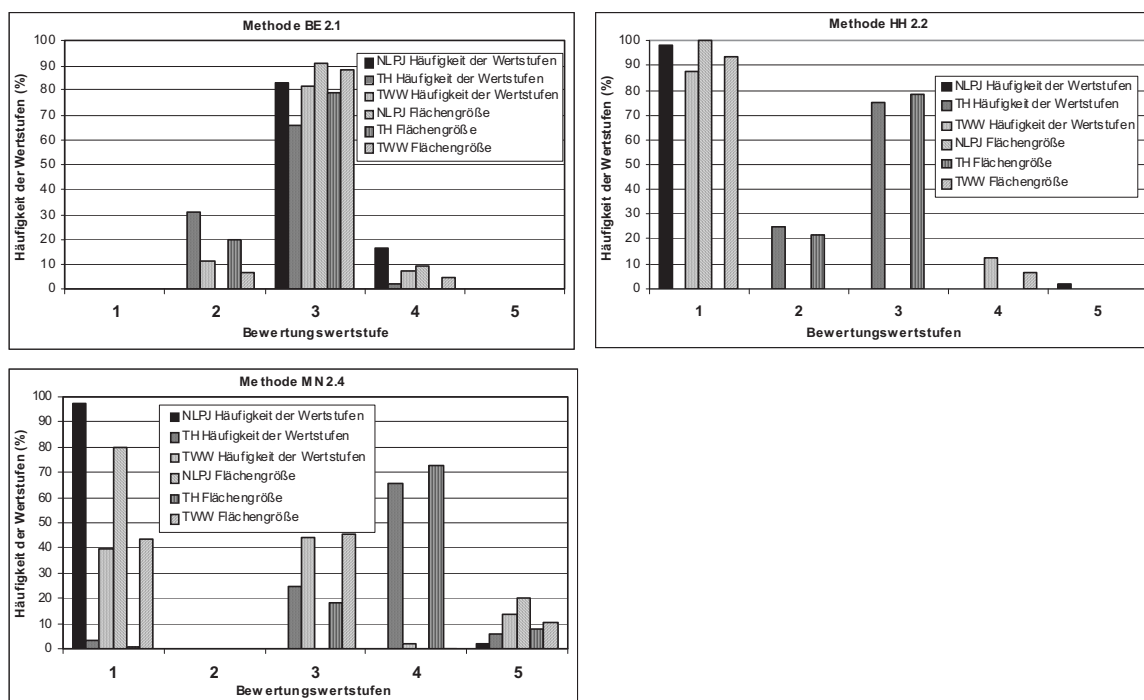 Methode BE 2.1
Häufigkeit der Wertstufen (%)
100
90
80
70
60
50
40
30
20
10
0
NLPJ Häufigkeit der Wertstufen
TH Häufigkeit der Wertstufen
TWW Häufigkeit der Wertstufen
NLPJ Flächengröße
TH Flächengröße
TWW Flächengröße
1 2 3 4 5
Bewertungswertstufe
Methode HH 2.2
Häufigkeit der Wertstufen (%)
100
90
80
70
60
50
40
30
20
10
0
NLPJ Häufigkeit der Wertstufen
TH Häufigkeit der Wertstufen
TWW Häufigkeit der Wertstufen
NLPJ Flächengröße
TH Flächengröße
TWW Flächengröße
1 2 3 4 5
Bewertungswertstufen
Methode MN 2.4
Häufigkeit der Wertstufen (%)
100
90
80
70
60
50
40
30
20
10
0
NLPJ Häufigkeit der Wertstufen
TH Häufigkeit der Wertstufen
TWW Häufigkeit der Wertstufen
NLPJ Flächengröße
TH Flächengröße
TWW Flächengröße
1 2 3 4 5
Bewertungswertstufen